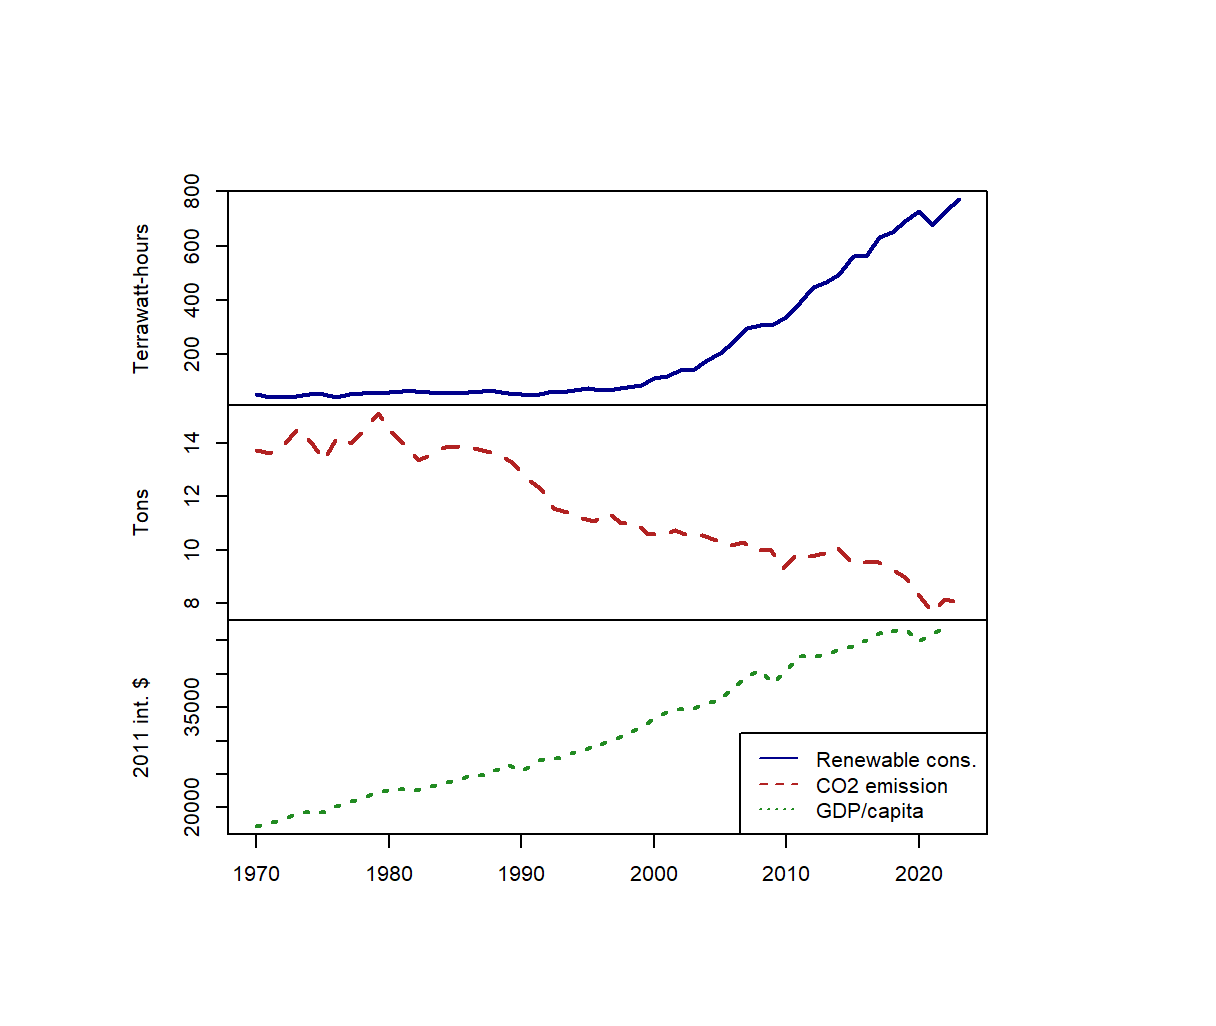 Terrawatt-hours
800
600
400
200
Tons
14
12
10
8
2011 int. $
35000
20000
Renewable cons.
CO2 emission
GDP/capita
1970 1980 1990 2000 2010 2020